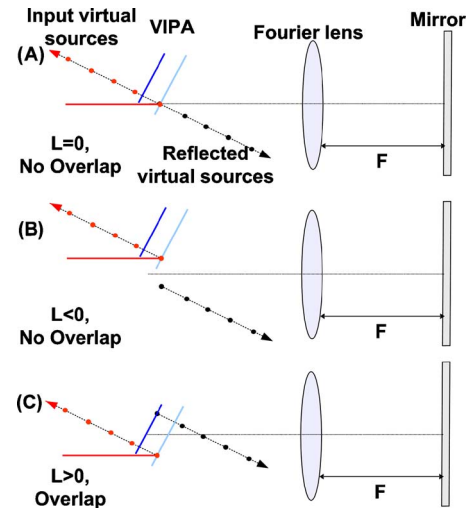 Input virtual
sources
VIPA
Fourier lens
Mirror
(A)
L=0,
No Overlap
Reflected
virtual sources
F
(B)
L<0,
No Overlap
F
(C)
L>0,
Overlap
F